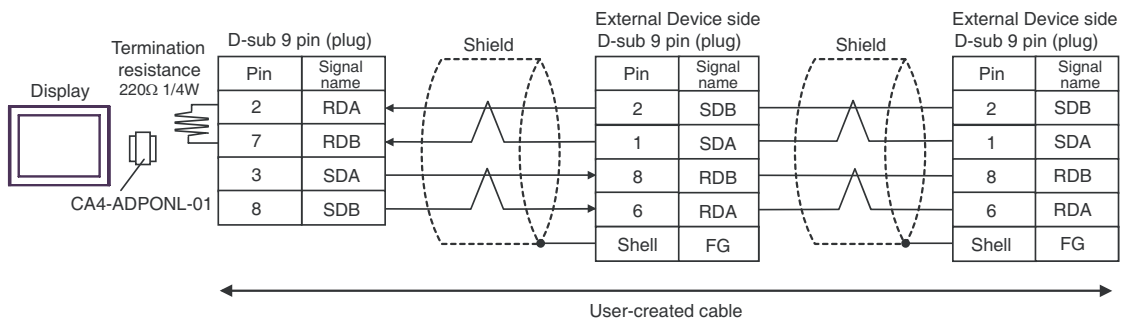 External Device side
External Device side
Termination
resistance
220Ω 1/4W
D-sub 9 pin (plug)
Shield
D-sub 9 pin (plug)
Shield
D-sub 9 pin (plug)
Display
Pin
Signal
name
Pin
Signal
name
Pin
Signal
name
2
RDA
2
SDB
2
SDB
7
RDB
1
SDA
1
SDA
3
SDA
8
RDB
8
RDB
CA4-ADPONL-01
8
SDB
6
RDA
6
RDA
Shell
FG
Shell
FG
User-created cable